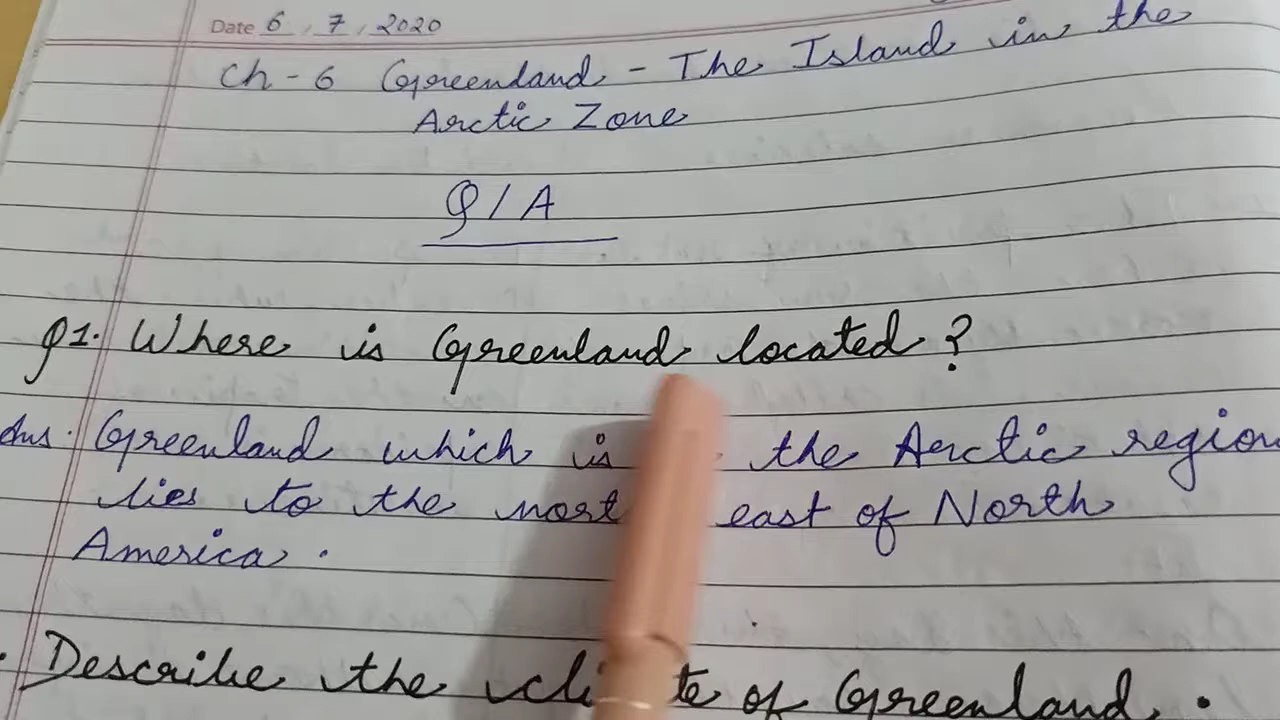 Date 6, 7, 2020
Ch - 6 Greenland - The Island in the
Arctic Zone
Q/A
Q1. Where is Greenland located?
Ans. Greenland which is the Arctic region
lies to the east of North
America.
Describe the of Greenland.